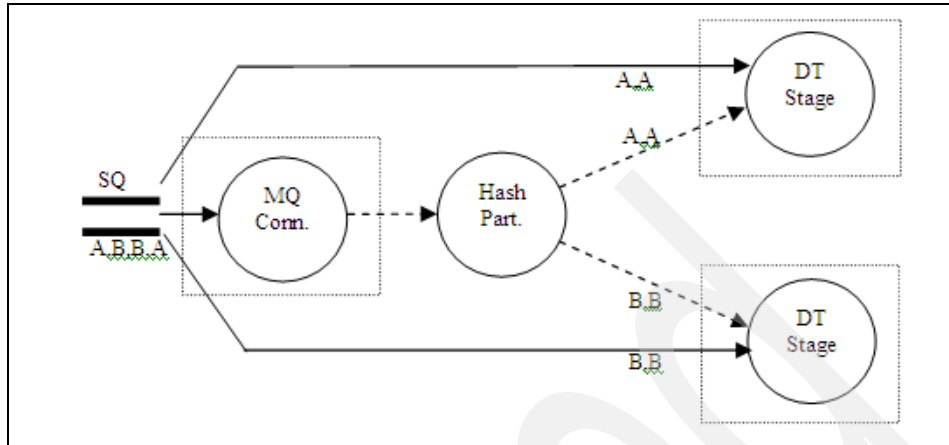 DT
Stage
A,A
A,A
SQ
MQ
Conn.
Hash
Part.
A,B,B,A
B,B
DT
Stage
B,B